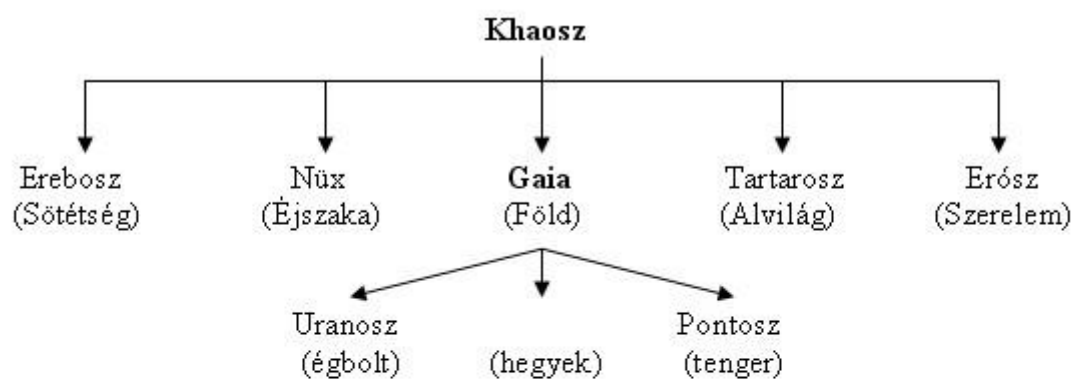 Khaosz
Erebosz Nüx Gaia Tartarosz Erósz
(Sötétség) (Éjszaka) (Föld) (Alvilág) (Szerelem)
Uranosz Pontosz
(égbolt) (hegyek) (tenger)